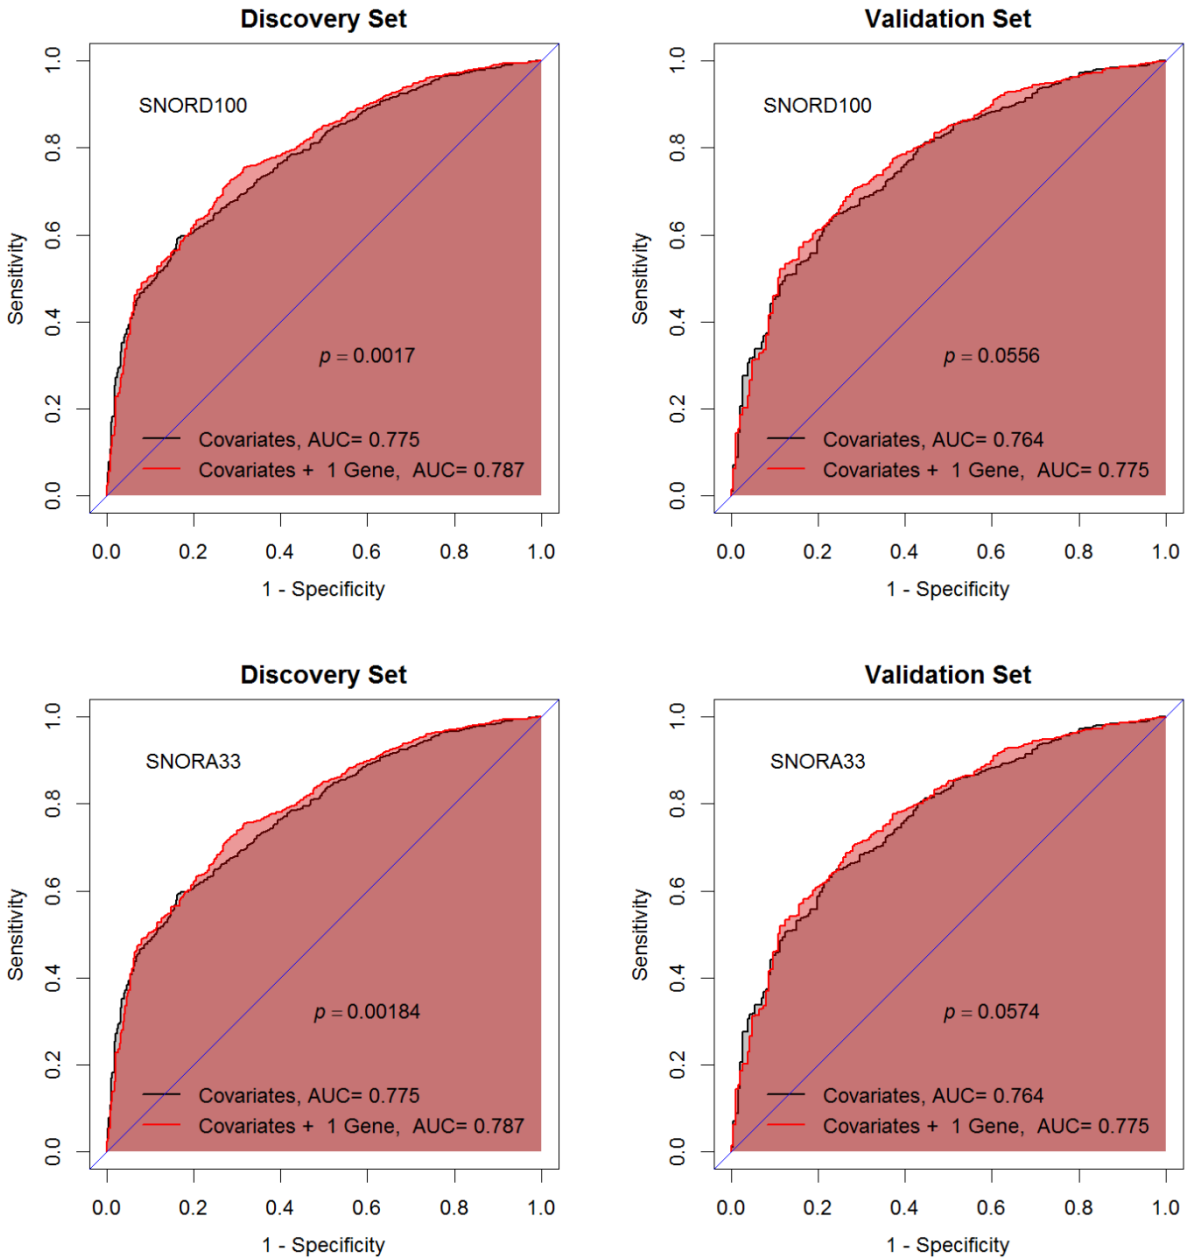 Discovery Set
Sensitivity
0.0 0.2 0.4 0.6 0.8 1.0
SNORD100
p = 0.0017
Covariates, AUC= 0.775
Covariates + 1 Gene, AUC= 0.787
0.0 0.2 0.4 0.6 0.8 1.0
1 - Specificity
Validation Set
Sensitivity
0.0 0.2 0.4 0.6 0.8 1.0
SNORD100
p = 0.0556
Covariates, AUC= 0.764
Covariates + 1 Gene, AUC= 0.775
0.0 0.2 0.4 0.6 0.8 1.0
1 - Specificity
Discovery Set
Sensitivity
0.0 0.2 0.4 0.6 0.8 1.0
SNORA33
p = 0.00184
Covariates, AUC= 0.775
Covariates + 1 Gene, AUC= 0.787
0.0 0.2 0.4 0.6 0.8 1.0
1 - Specificity
Validation Set
Sensitivity
0.0 0.2 0.4 0.6 0.8 1.0
SNORA33
p = 0.0574
Covariates, AUC= 0.764
Covariates + 1 Gene, AUC= 0.775
0.0 0.2 0.4 0.6 0.8 1.0
1 - Specificity